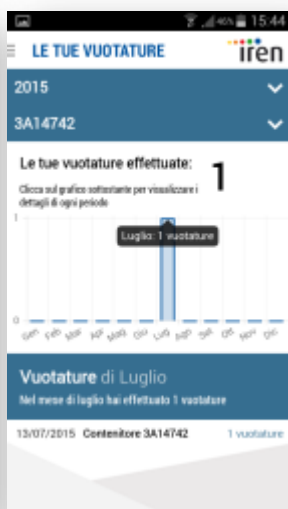 46% 15:44
LE TUE VUOTATURE
iren
2015
3A14742
Le tue vuotature effettuate: 1
Clicca sul grafico sottostante per visualizzare i
dettagli di ogni periodo
1
Luglio: 1 vuotature
0
Gen Feb Mar Apr Mag Giu Lug Ago Set Ott Nov Dic
Vuotature di Luglio
Nel mese di luglio hai effettuato 1 vuotature
13/07/2015 Contenitore 3A14742 1 vuotature